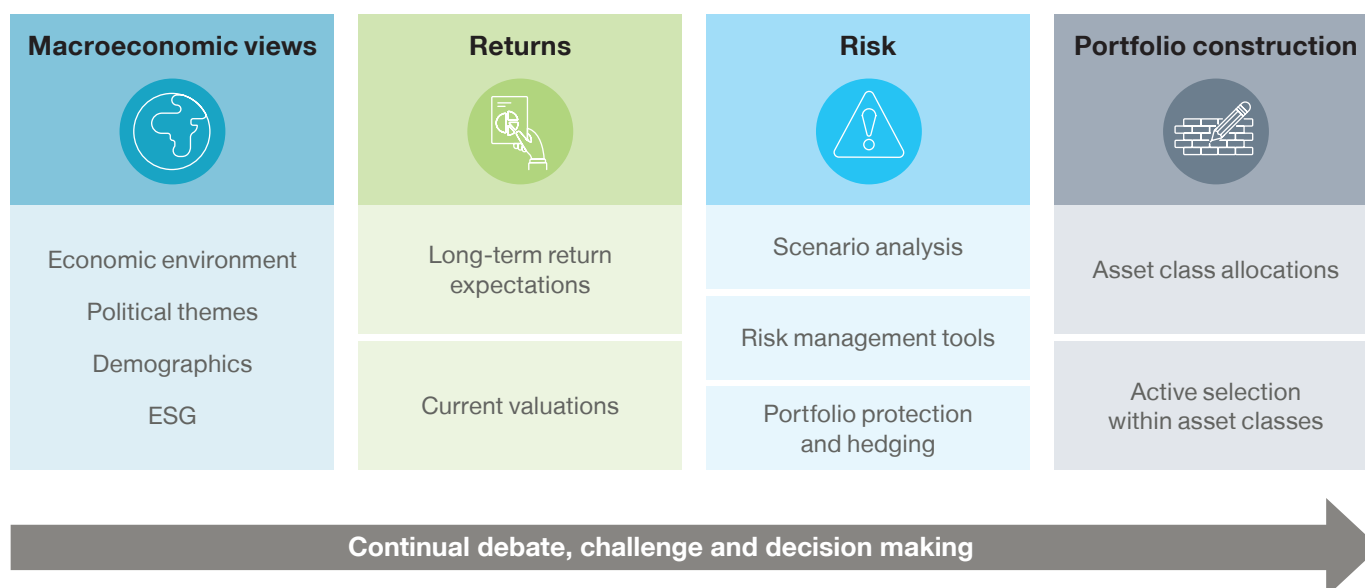 Macroeconomic views
Economic environment
Political themes
Demographics
ESG
Returns
Long-term return
expectations
Current valuations
Risk
Scenario analysis
Risk management tools
Portfolio protection
and hedging
Portfolio construction
Asset class allocations
Active selection
within asset classes
Continual debate, challenge and decision making